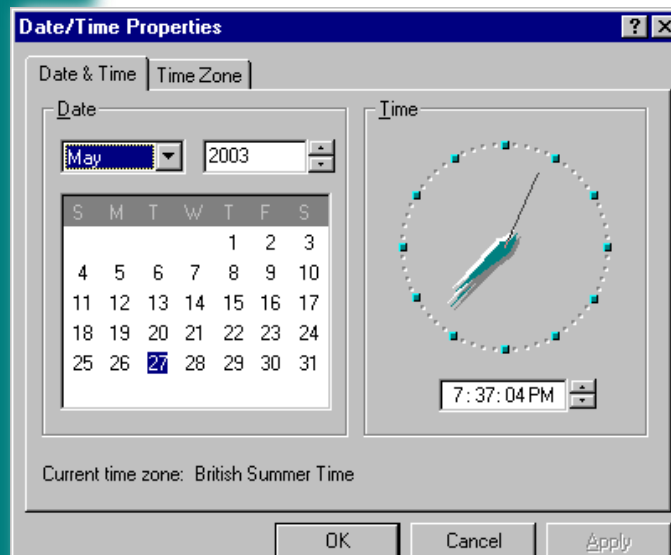 Date/Time Properties
Date & Time Time Zone
Date
Time
May 2003
S M T W T F S
1 2 3
4 5 6 7 8 9 10
11 12 13 14 15 16 17
18 19 20 21 22 23 24
25 26 27 28 29 30 31
7:37:04 PM
Current time zone: British Summer Time
OK Cancel Apply